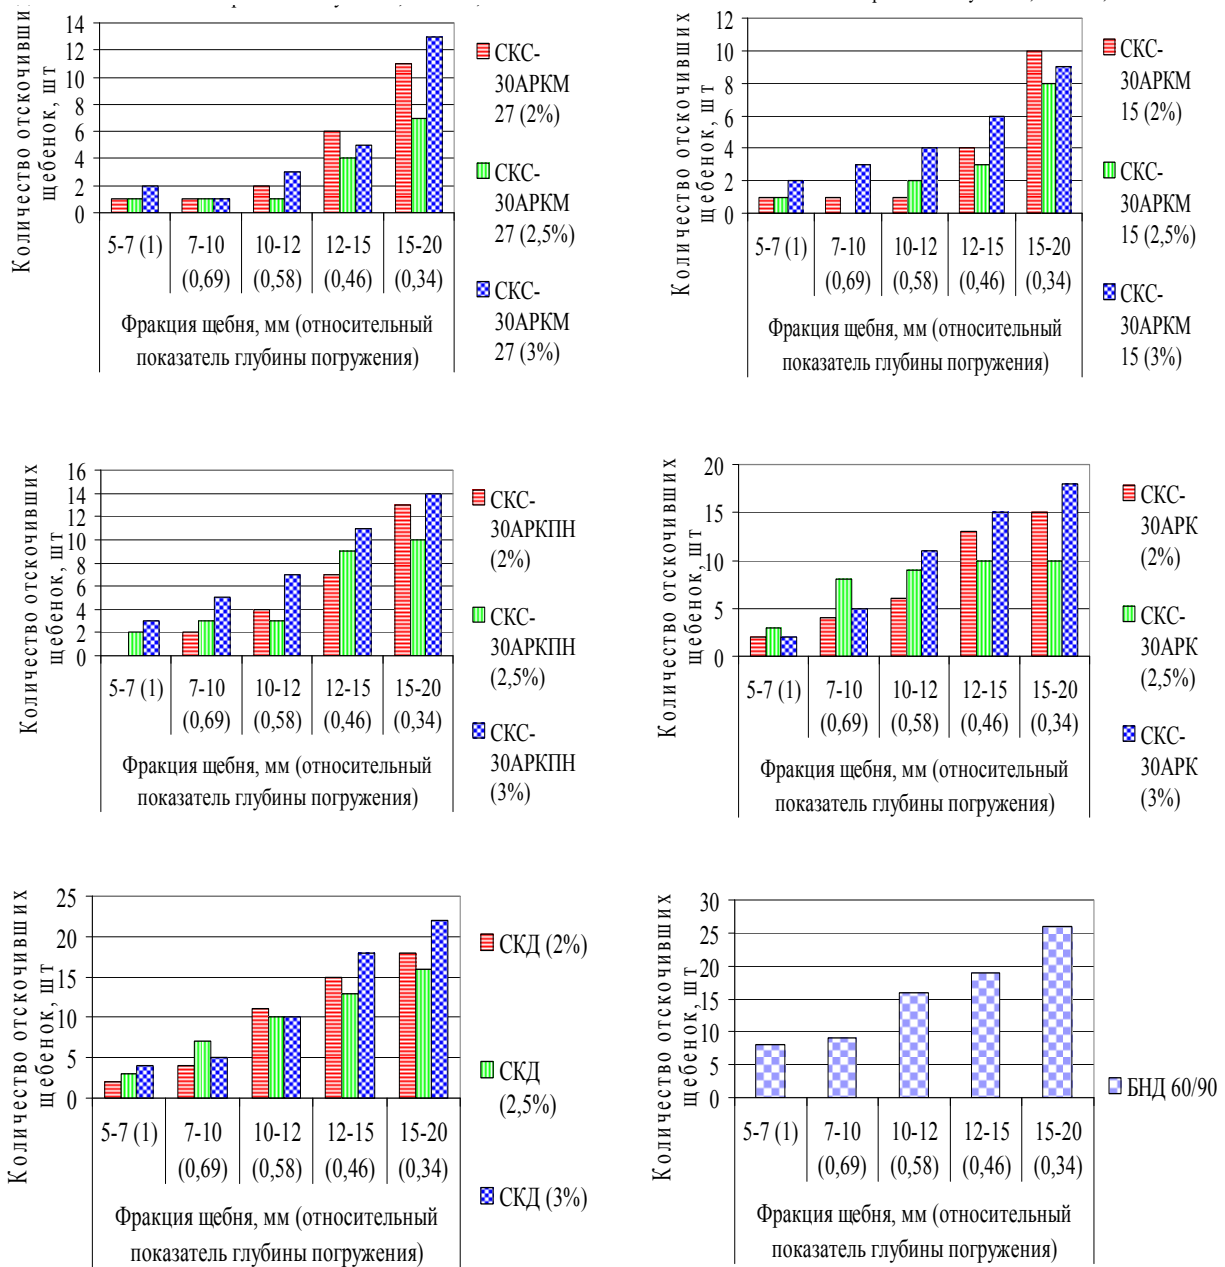 Количество отскочивши
щебенок, шт
14
12
10
8
6
4
2
0
5-7 (1)
7-10
(0,69)
10-12
(0,58)
12-15
(0,46)
15-20
(0,34)
Фракция щебня, мм (относительный
показатель глубины погружения)
СКС-
30АРКМ
27 (2%)
СКС-
30АРКМ
27 (2,5%)
СКС-
30АРКМ
27 (3%)
Количество отскочивших
щебенок, шт
12
10
8
6
4
2
0
5-7 (1)
7-10
(0,69)
10-12
(0,58)
12-15
(0,46)
15-20
(0,34)
Фракция щебня, мм (относительный
показатель глубины погружения)
СКС-
30АРКМ
15 (2%)
СКС-
30АРКМ
15 (2,5%)
СКС-
30АРКМ
15 (3%)
Количество отскочивших
щебенок, шт
16
14
12
10
8
6
4
2
0
5-7 (1)
7-10
(0,69)
10-12
(0,58)
12-15
(0,46)
15-20
(0,34)
Фракция щебня, мм (относительный
показатель глубины погружения)
СКС-
30АРКПН
(2%)
СКС-
30АРКПН
(2,5%)
СКС-
30АРКПН
(3%)
Количество отскочивших
щебенок, шт
20
15
10
5
0
5-7 (1)
7-10
(0,69)
10-12
(0,58)
12-15
(0,46)
15-20
(0,34)
Фракция щебня, мм (относительный
показатель глубины погружения)
СКС-
30АРК
(2%)
СКС-
30АРК
(2,5%)
СКС-
30АРК
(3%)
Количество отскочивших
щебенок, шт
25
20
15
10
5
0
5-7 (1)
7-10
(0,69)
10-12
(0,58)
12-15
(0,46)
15-20
(0,34)
Фракция щебня, мм (относительный
показатель глубины погружения)
СКД (2%)
СКД
(2,5%)
СКД (3%)
Количество отскочивших
щебенок, шт
30
25
20
15
10
5
0
5-7 (1)
7-10
(0,69)
10-12
(0,58)
12-15
(0,46)
15-20
(0,34)
Фракция щебня, мм (относительный
показатель глубины погружения)
БНД 60/90